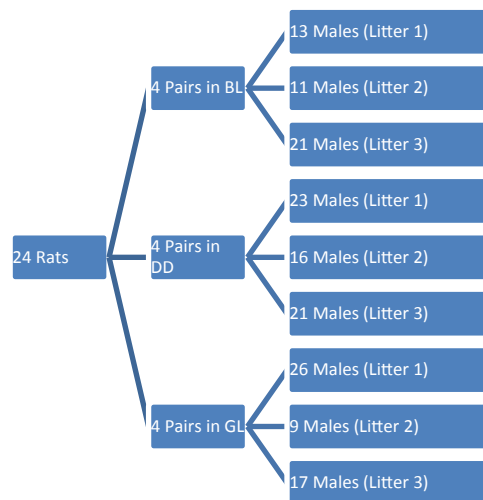 13 Males (Litter 1)
4 Pairs in BL
11 Males (Litter 2)
21 Males (Litter 3)
23 Males (Litter 1)
24 Rats
4 Pairs in
DD
16 Males (Litter 2)
21 Males (Litter 3)
26 Males (Litter 1)
4 Pairs in GL
9 Males (Litter 2)
17 Males (Litter 3)